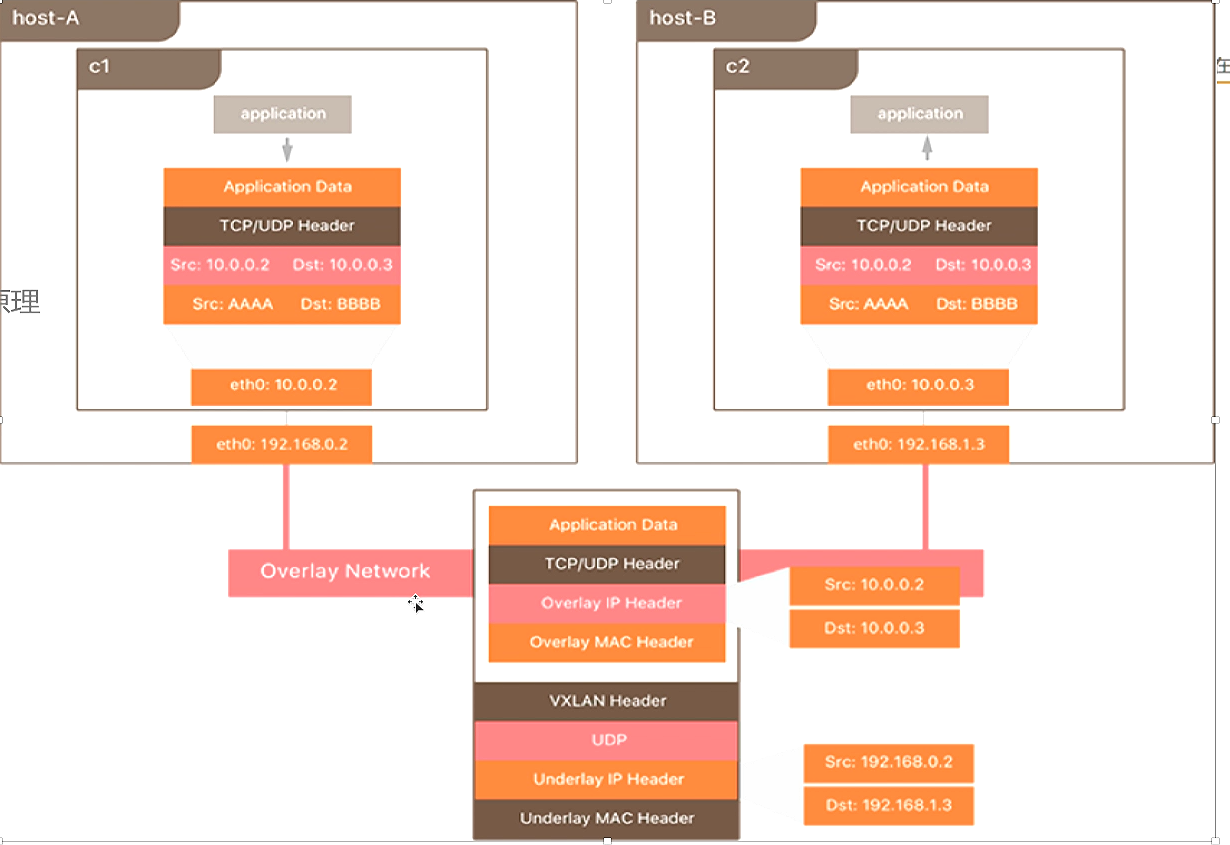 host-A
c1
application
Application Data
TCP/UDP Header
Src: 10.0.0.2 Dst: 10.0.0.3
Src: AAAA Dst: BBBB
eth0: 10.0.0.2
eth0: 192.168.0.2
host-B
c2
application
Application Data
TCP/UDP Header
Src: 10.0.0.2 Dst: 10.0.0.3
Src: AAAA Dst: BBBB
eth0: 10.0.0.3
eth0: 192.168.1.3
在
原理
Overlay Network
Application Data
TCP/UDP Header
Overlay IP Header
Overlay MAC Header
VXLAN Header
UDP
Underlay IP Header
Underlay MAC Header
Src: 10.0.0.2
Dst: 10.0.0.3
Src: 192.168.0.2
Dst: 192.168.1.3